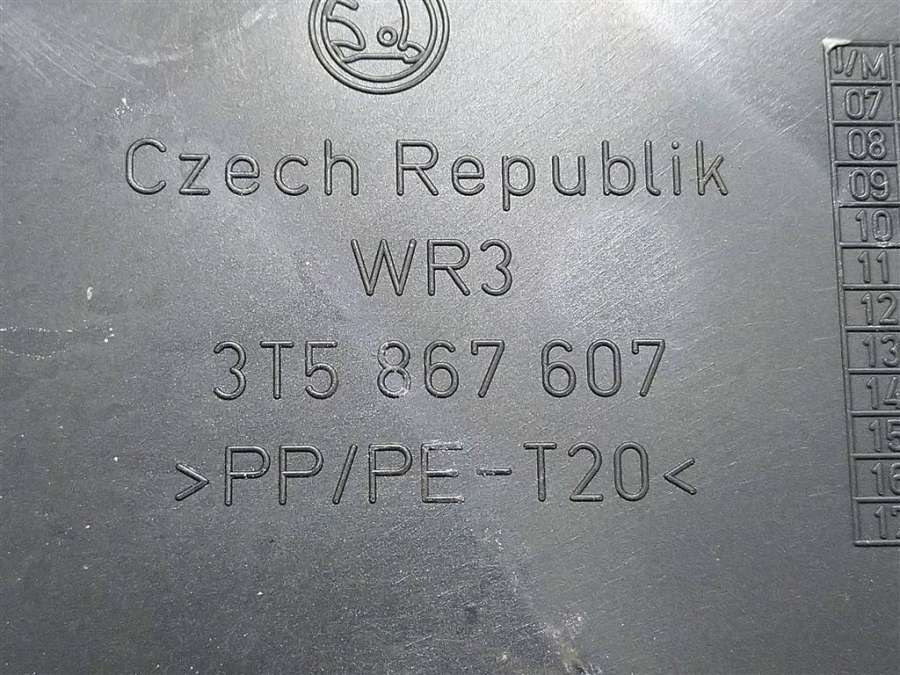 Czech Republik
WR3
3T5 867 607
>PP/PE-T20<
J/M
07
08
09
10
11
12
13
14
15
16
17